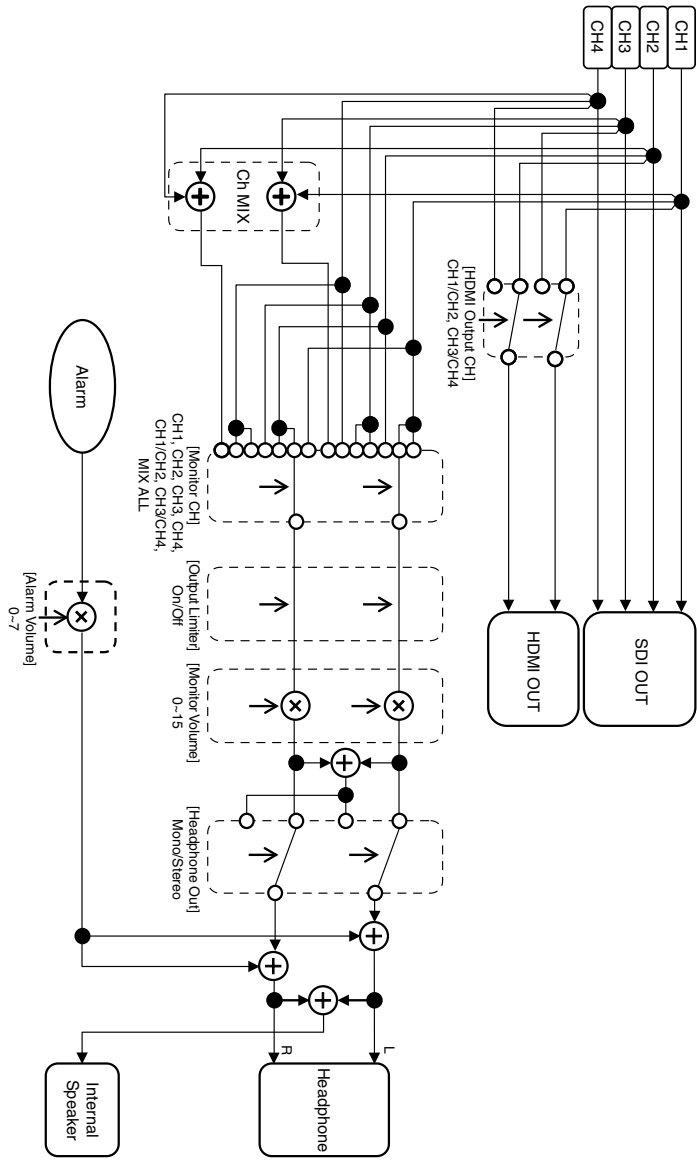 CH1
CH2
CH3
CH4
SDI OUT
HDMI OUT
[HDMI Output CH]
CH1/CH2, CH3/CH4
Ch MIX
[Monitor CH]
CH1, CH2, CH3, CH4,
CH1/CH2, CH3/CH4,
MIX ALL
[Output Limiter]
On/Off
[Monitor Volume]
0~15
[Headphone Out]
Mono/Stereo
L
R
Headphone
Alarm
[Alarm Volume]
0~7
Internal
Speaker